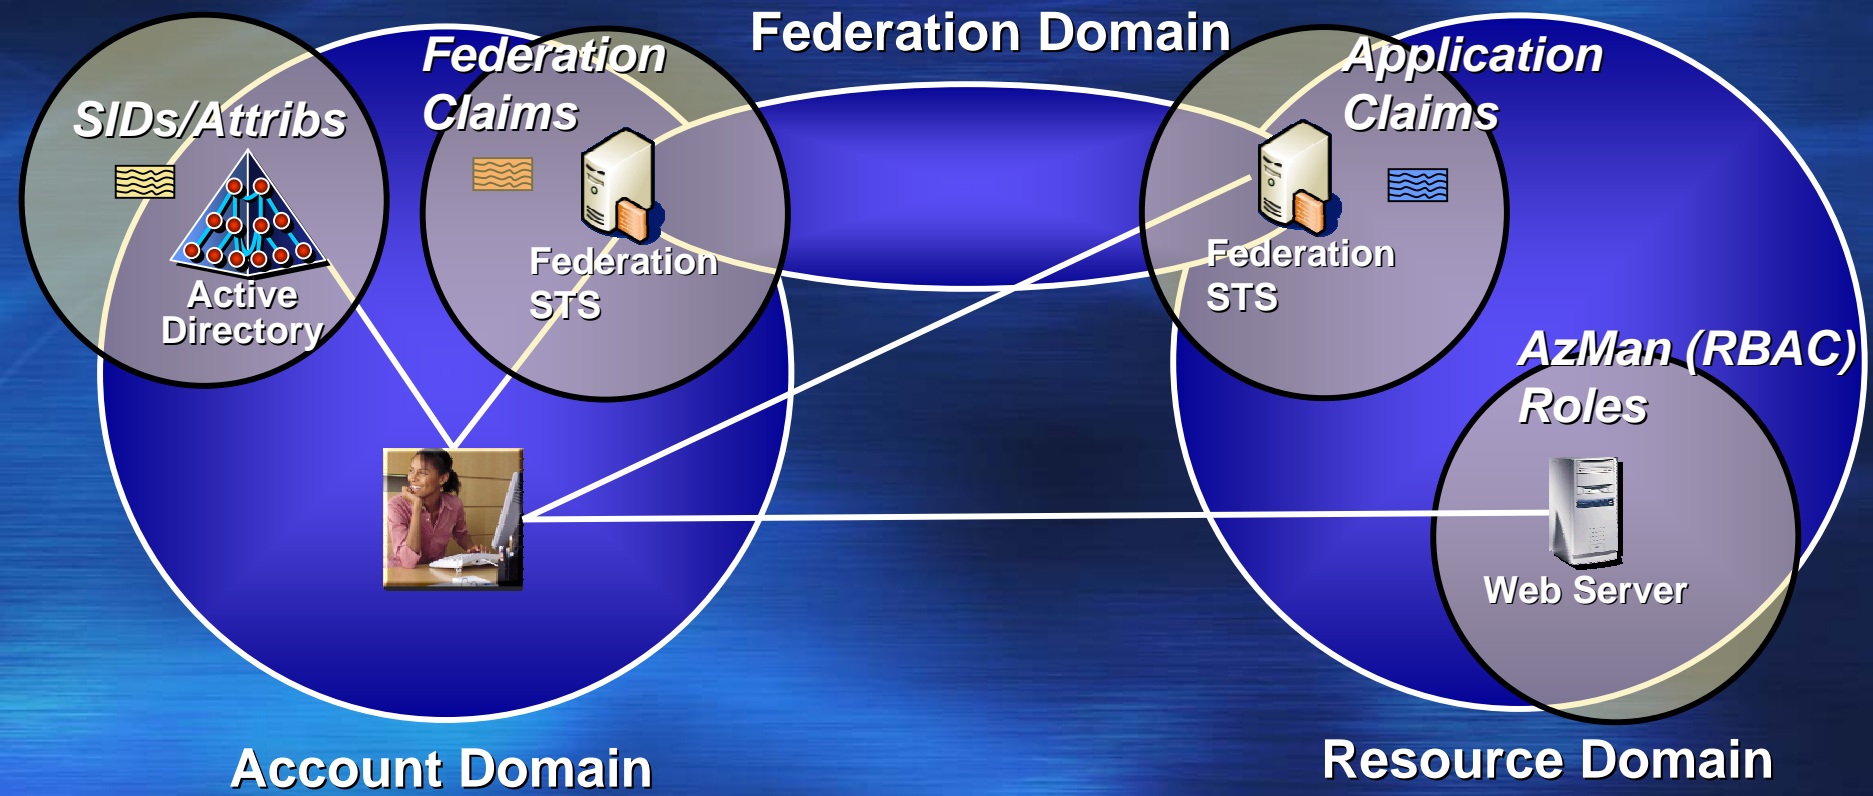 Federation Domain
SIDs/Attribs
Active
Directory
Federation
Claims
Federation
STS
Application
Claims
Federation
STS
AzMan (RBAC)
Roles
Web Server
Account Domain
Resource Domain